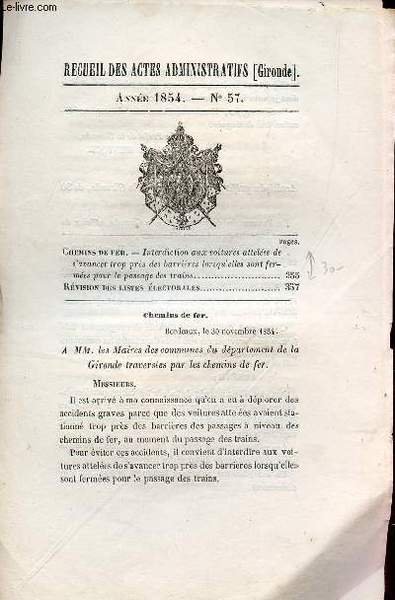 le-livre.com
RECUEIL DES ACTES ADMINISTRATIFS [Gironde].
ANNÉE 1854. — N° 57.
Pages.
CHEMINS DE FER. — Interdiction aux voitures attelées de
s'avancer trop près des barrières lorsqu'elles sont fer-
mées pour le passage des trains........ 355
RÉVISION DES LISTES ÉLECTORALES........ 357
30-
Chemins de fer.
Bordeaux, le 30 novembre 1854.
A MM. les Maires des communes du département de la
Gironde traversées par les chemins de fer.
MESSIEURS,
Il est arrivé à ma connaissance qu'on a eu à déplorer des
accidents graves parce que des voitures attelées avaient sta-
tionné trop près des barrières des passages à niveau des
chemins de fer, au moment du passage des trains.
Pour éviter ces accidents, il convient d'interdire aux voi-
tures attelées de s'avancer trop près des barrières lorsqu'elles
sont fermées pour le passage des trains.